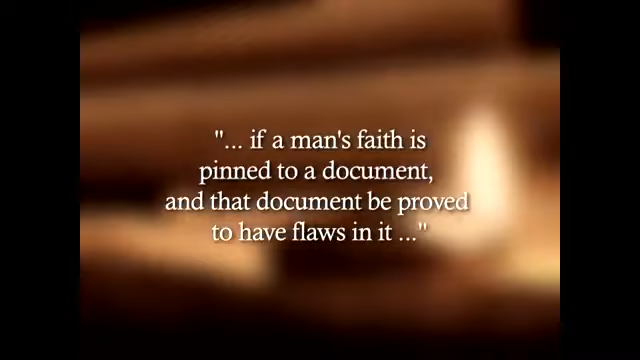 "... if a man's faith is
pinned to a document,
and that document be proved
to have flaws in it ..."